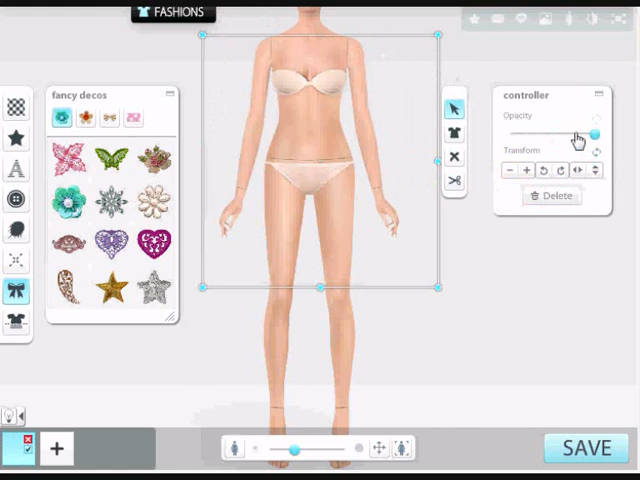 FASHIONS
fancy decos
controller
Opacity
Transform
Delete
SAVE